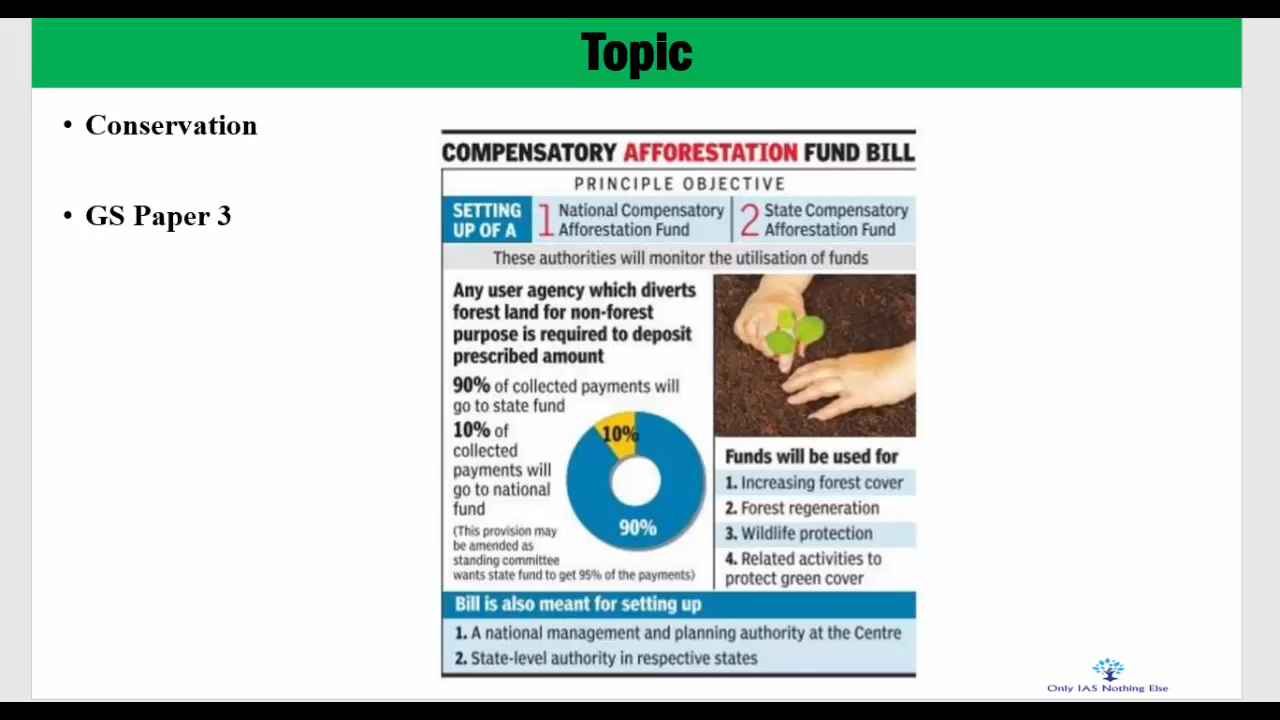 Topic
• Conservation
• GS Paper 3
COMPENSATORY AFFORESTATION FUND BILL
PRINCIPLE OBJECTIVE
SETTING
UP OF A
1 National Compensatory
Afforestation Fund
2 State Compensatory
Afforestation Fund
These authorities will monitor the utilisation of funds
Any user agency which diverts
forest land for non-forest
purpose is required to deposit
prescribed amount
90% of collected payments will
go to state fund
10% of
collected
payments will
go to national
fund
(This provision may
be amended as
standing committee
wants state fund to get 95% of the payments)
10%
90%
Funds will be used for
1. Increasing forest cover
2. Forest regeneration
3. Wildlife protection
4. Related activities to
protect green cover
Bill is also meant for setting up
1. A national management and planning authority at the Centre
2. State-level authority in respective states
Only IAS Nothing Else